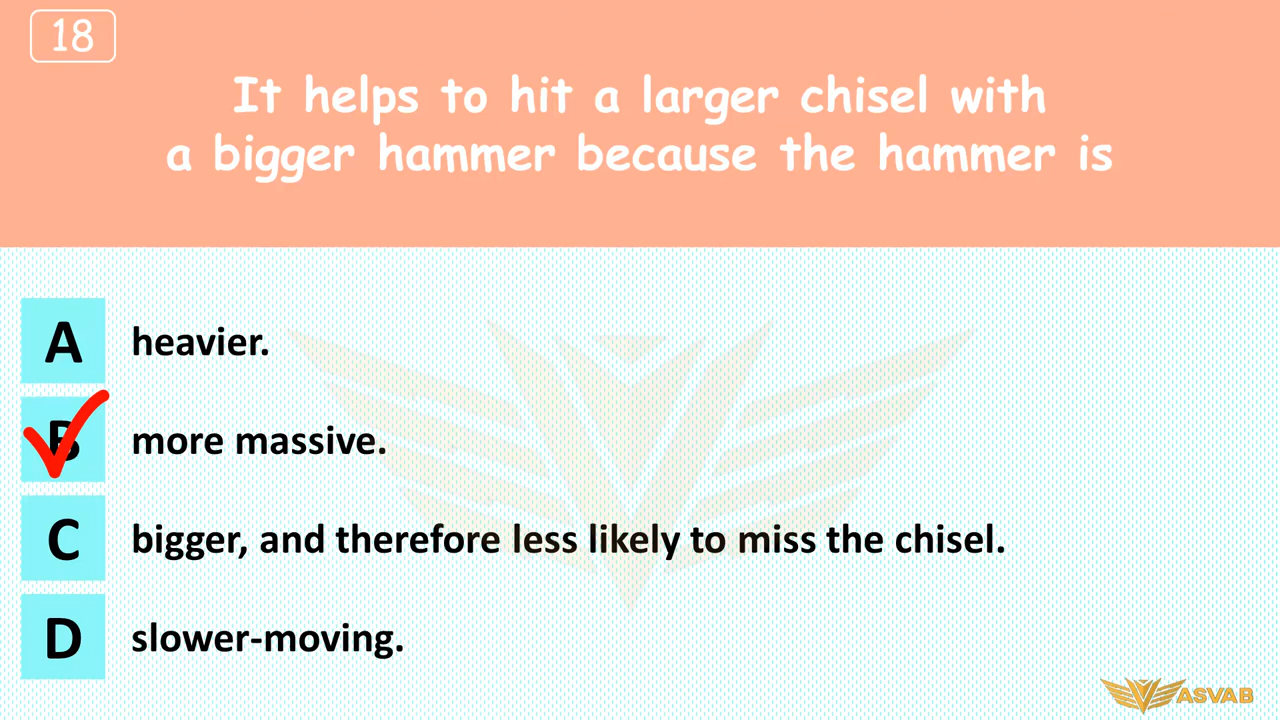 18
It helps to hit a larger chisel with
a bigger hammer because the hammer is
A heavier.
B more massive.
C bigger, and therefore less likely to miss the chisel.
D slower-moving.
ASVAB